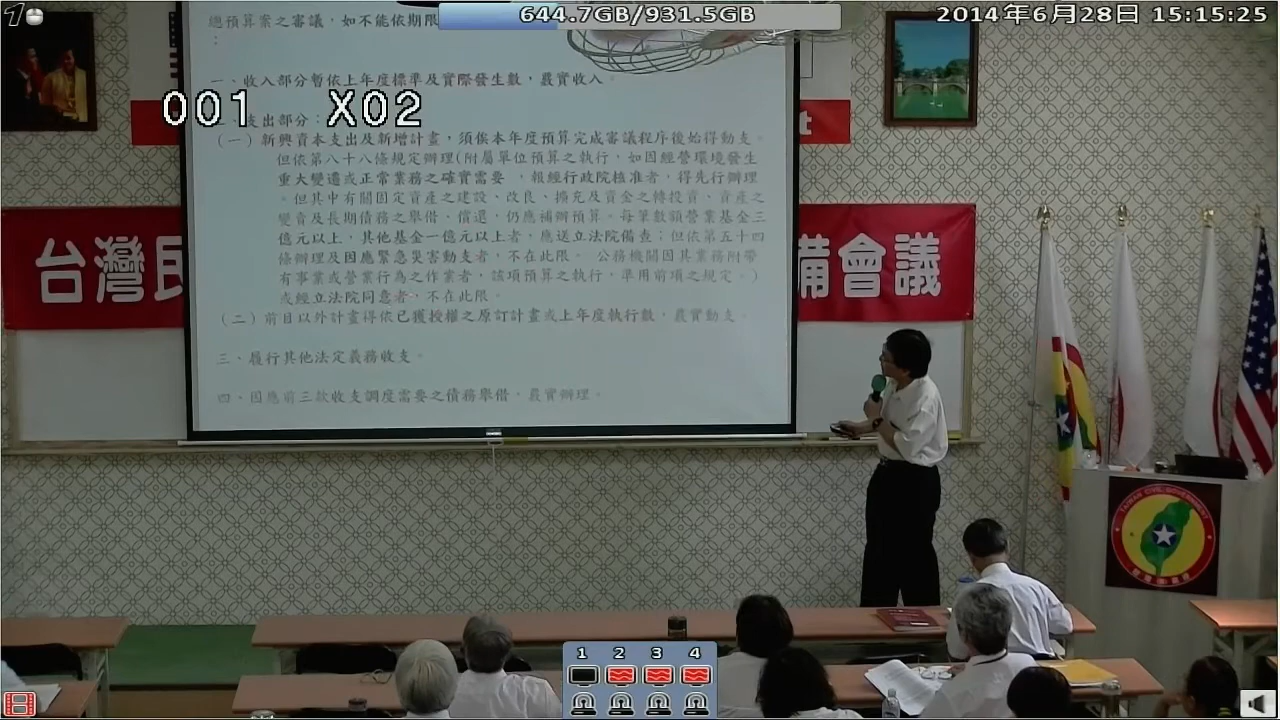 644.7GB/931.5GB
2014年6月28日 15:15:25
總預算案之審議，如不能依期限
：
一、收入部分暫依上年度標準及實際發生數，覈實收入。
001 X02
、支出部分：
（一）新興資本支出及新增計畫，須俟本年度預算完成審議程序後始得動支。
但依第八十八條規定辦理(附屬單位預算之執行，如因經營環境發生
重大變遷或正常業務之確實需要，報經行政院核准者，得先行辦理
。但其中有關固定資產之建設、改良、擴充及資金之轉投資、資產之
變賣及長期債務之舉借、償還，仍應補辦預算。每筆數額營業基金三
億元以上，其他基金一億元以上者，應送立法院備查；但依第五十四
條辦理及因應緊急災害動支者，不在此限。 公務機關因其業務附帶
有事業或營業行為之作業者，該項預算之執行，準用前項之規定。)
或經立法院同意者，不在此限。
（二）前目以外計畫得依已獲授權之原訂計畫或上年度執行數，覈實動支。
三、履行其他法定義務收支。
四、因應前三款收支調度需要之債務舉借，覈實辦理。
t
台灣民
備會議
TAIWAN CIVIL GOVERNMENT
1 2 3 4